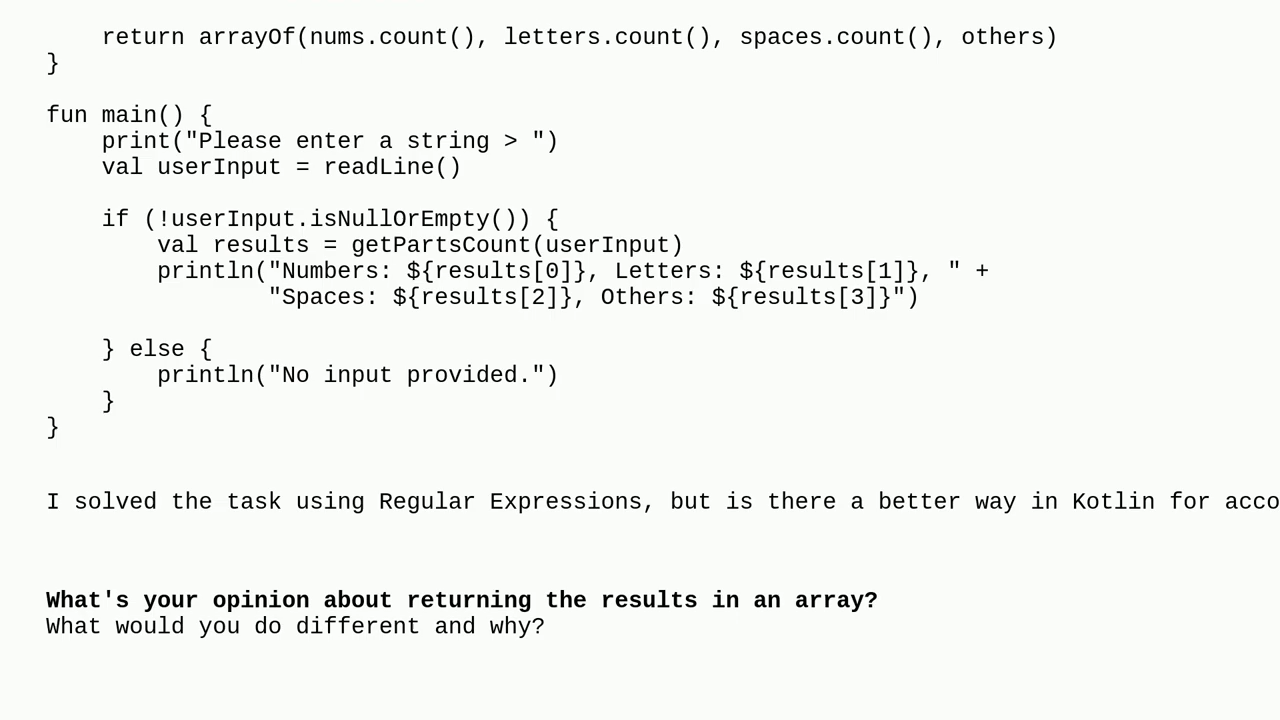 return arrayOf(nums.count(), letters.count(), spaces.count(), others)
}
fun main() {
print("Please enter a string > ")
val userInput = readLine()
if (!userInput.isNullOrEmpty()) {
val results = getPartsCount(userInput)
println("Numbers: ${results[0]}, Letters: ${results[1]}, " +
"Spaces: ${results[2]}, Others: ${results[3]}")
} else {
println("No input provided.")
}
}
I solved the task using Regular Expressions, but is there a better way in Kotlin for acco
What's your opinion about returning the results in an array?
What would you do different and why?